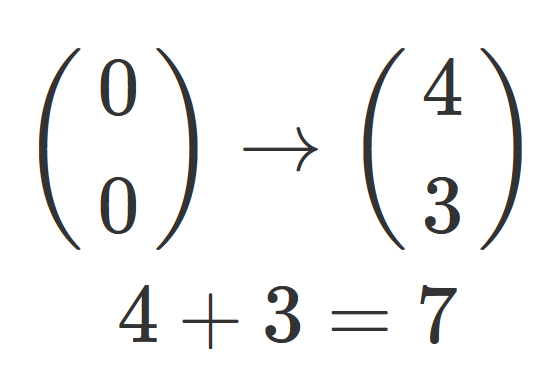 (0 0) → (4 3)
4 + 3 = 7